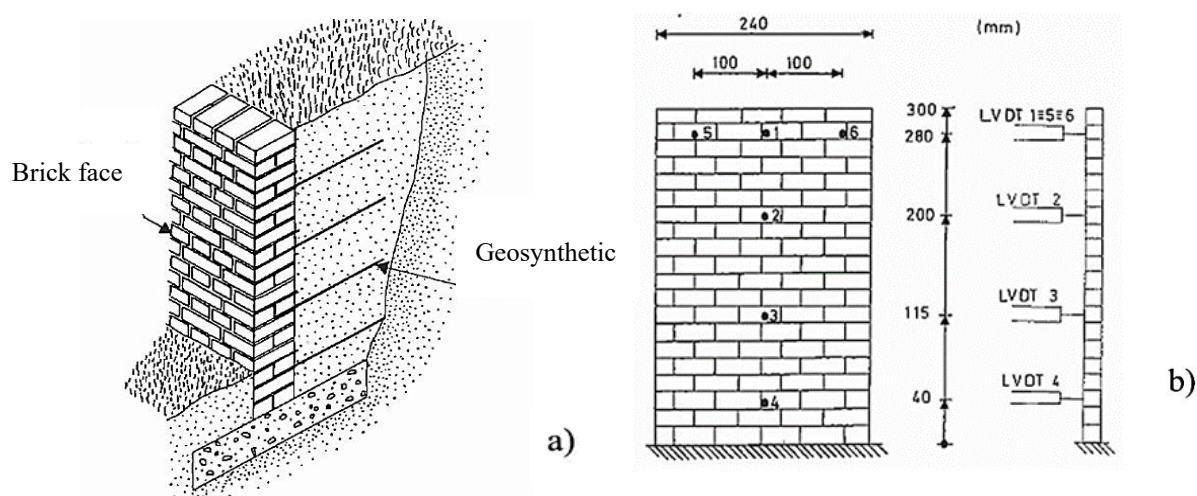 Brick face
Geosynthetic
a)
240
(mm)
100
100
5
1
6
2
3
4
300
280
200
115
40
LVDT 1≡5≡6
LVDT 2
LVDT 3
LVDT 4
b)